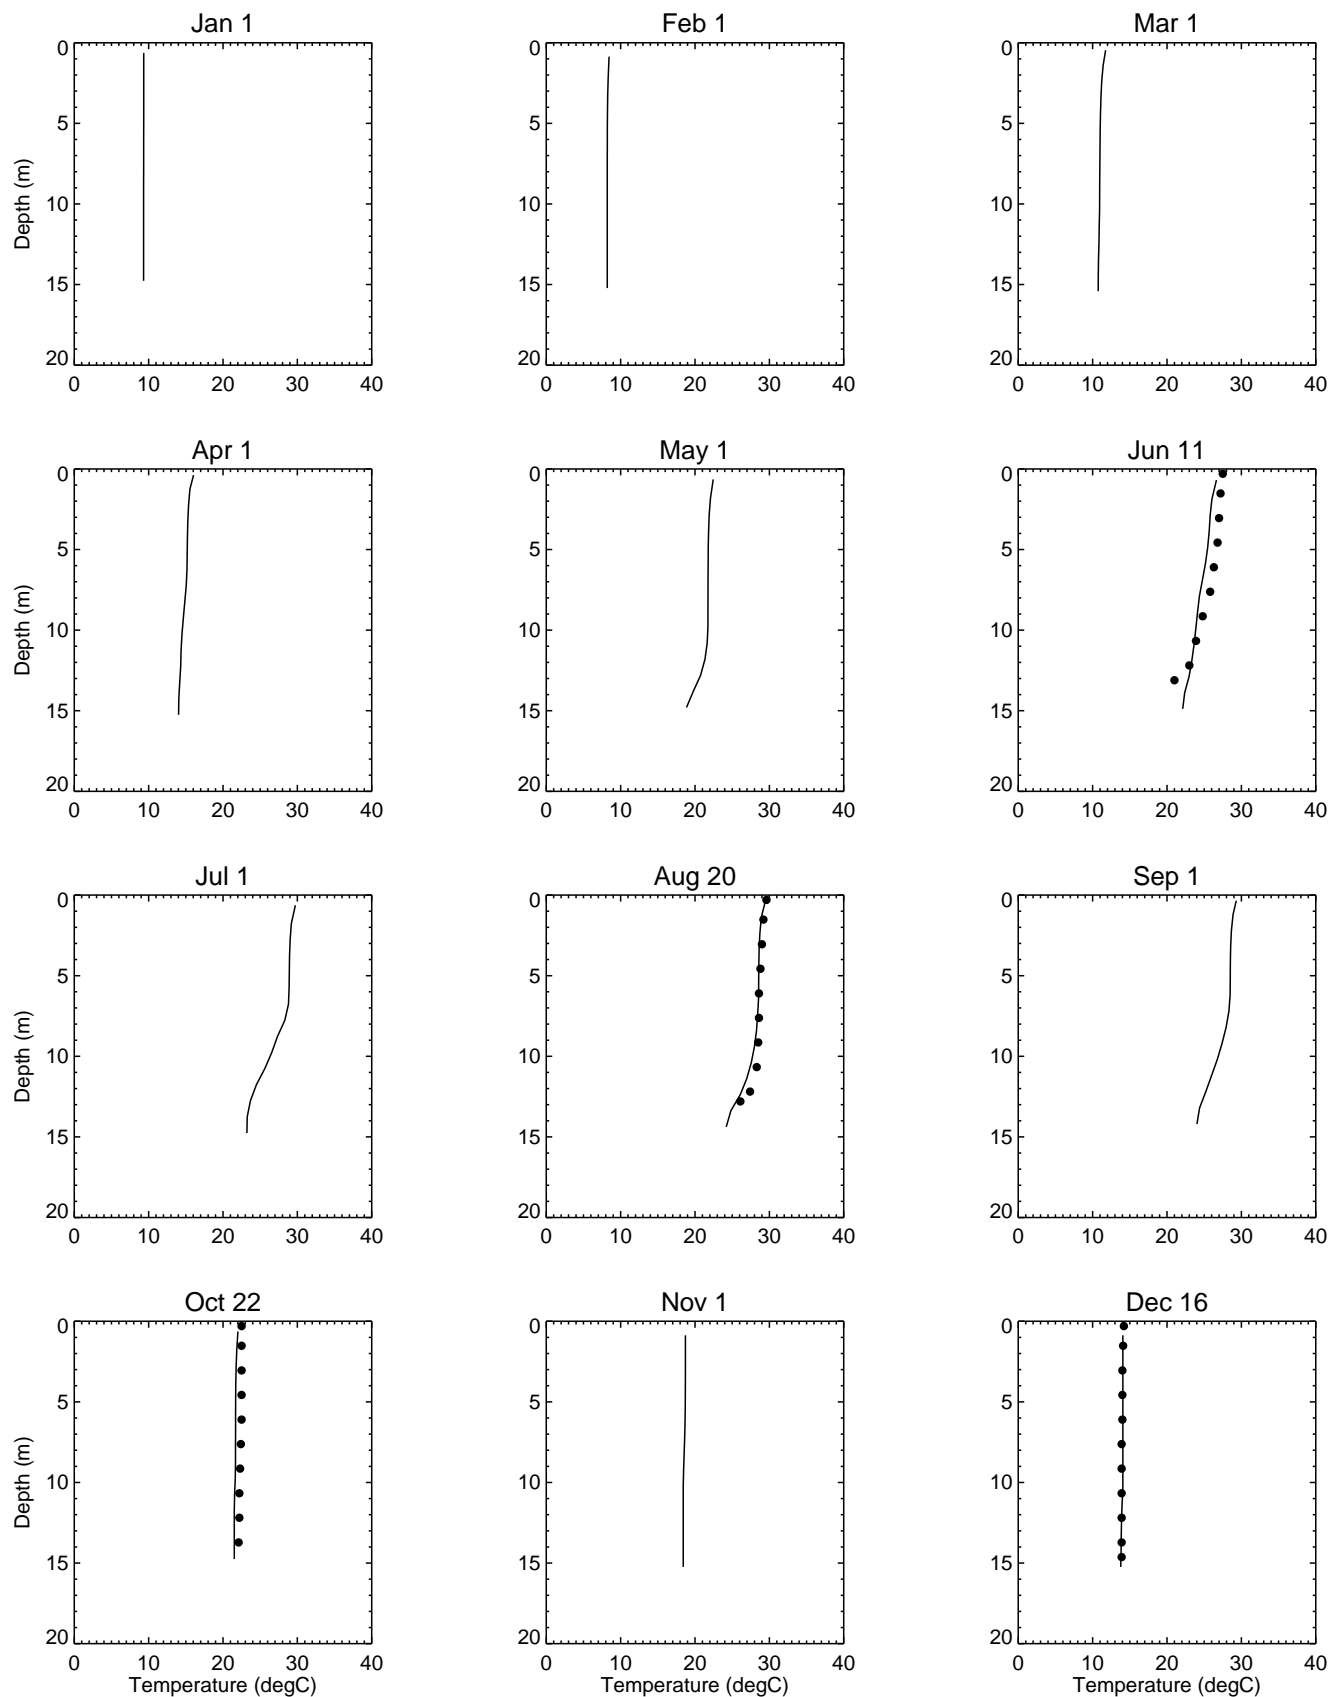 Jan 1 Feb 1 Mar 1
0 0 0
5 5 5
Depth (m)
10 10 10
15 15 15
20 20 20
0 10 20 30 40 0 10 20 30 40 0 10 20 30 40
Apr 1 May 1 Jun 11
0 0 0
5 5 5
Depth (m)
10 10 10
15 15 15
20 20 20
0 10 20 30 40 0 10 20 30 40 0 10 20 30 40
Jul 1 Aug 20 Sep 1
0 0 0
5 5 5
Depth (m)
10 10 10
15 15 15
20 20 20
0 10 20 30 40 0 10 20 30 40 0 10 20 30 40
Oct 22 Nov 1 Dec 16
0 0 0
5 5 5
Depth (m)
10 10 10
15 15 15
20 20 20
0 10 20 30 40 0 10 20 30 40 0 10 20 30 40
Temperature (degC) Temperature (degC) Temperature (degC)